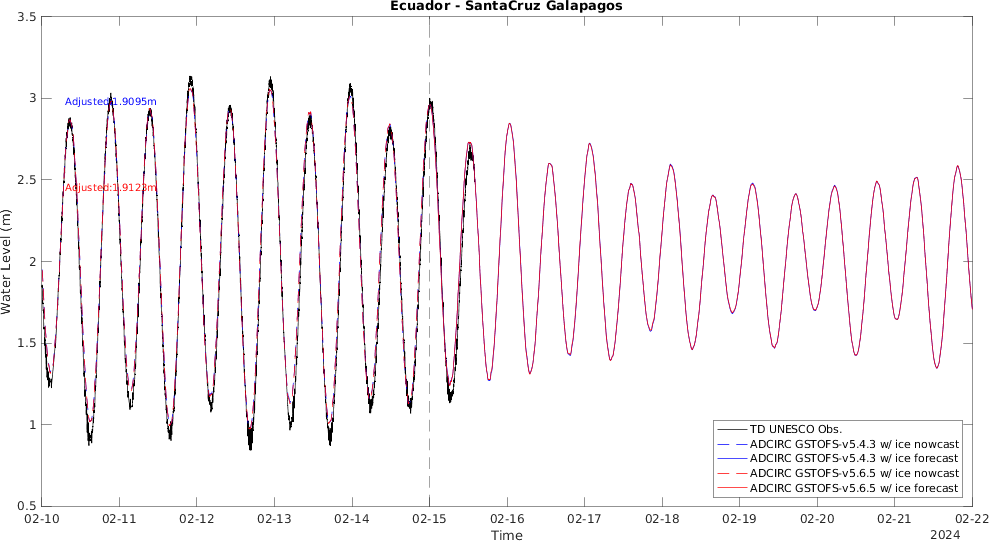 Ecuador - SantaCruz Galapagos
3.5
3
2.5
2
1.5
1
0.5
Water Level (m)
Adjusted:1.9095m
Adjusted:1.9123m
TD UNESCO Obs.
ADCIRC GSTOFS-v5.4.3 w/ ice nowcast
ADCIRC GSTOFS-v5.4.3 w/ ice forecast
ADCIRC GSTOFS-v5.6.5 w/ ice nowcast
ADCIRC GSTOFS-v5.6.5 w/ ice forecast
02-10 02-11 02-12 02-13 02-14 02-15 02-16 02-17 02-18 02-19 02-20 02-21 02-22
Time
2024